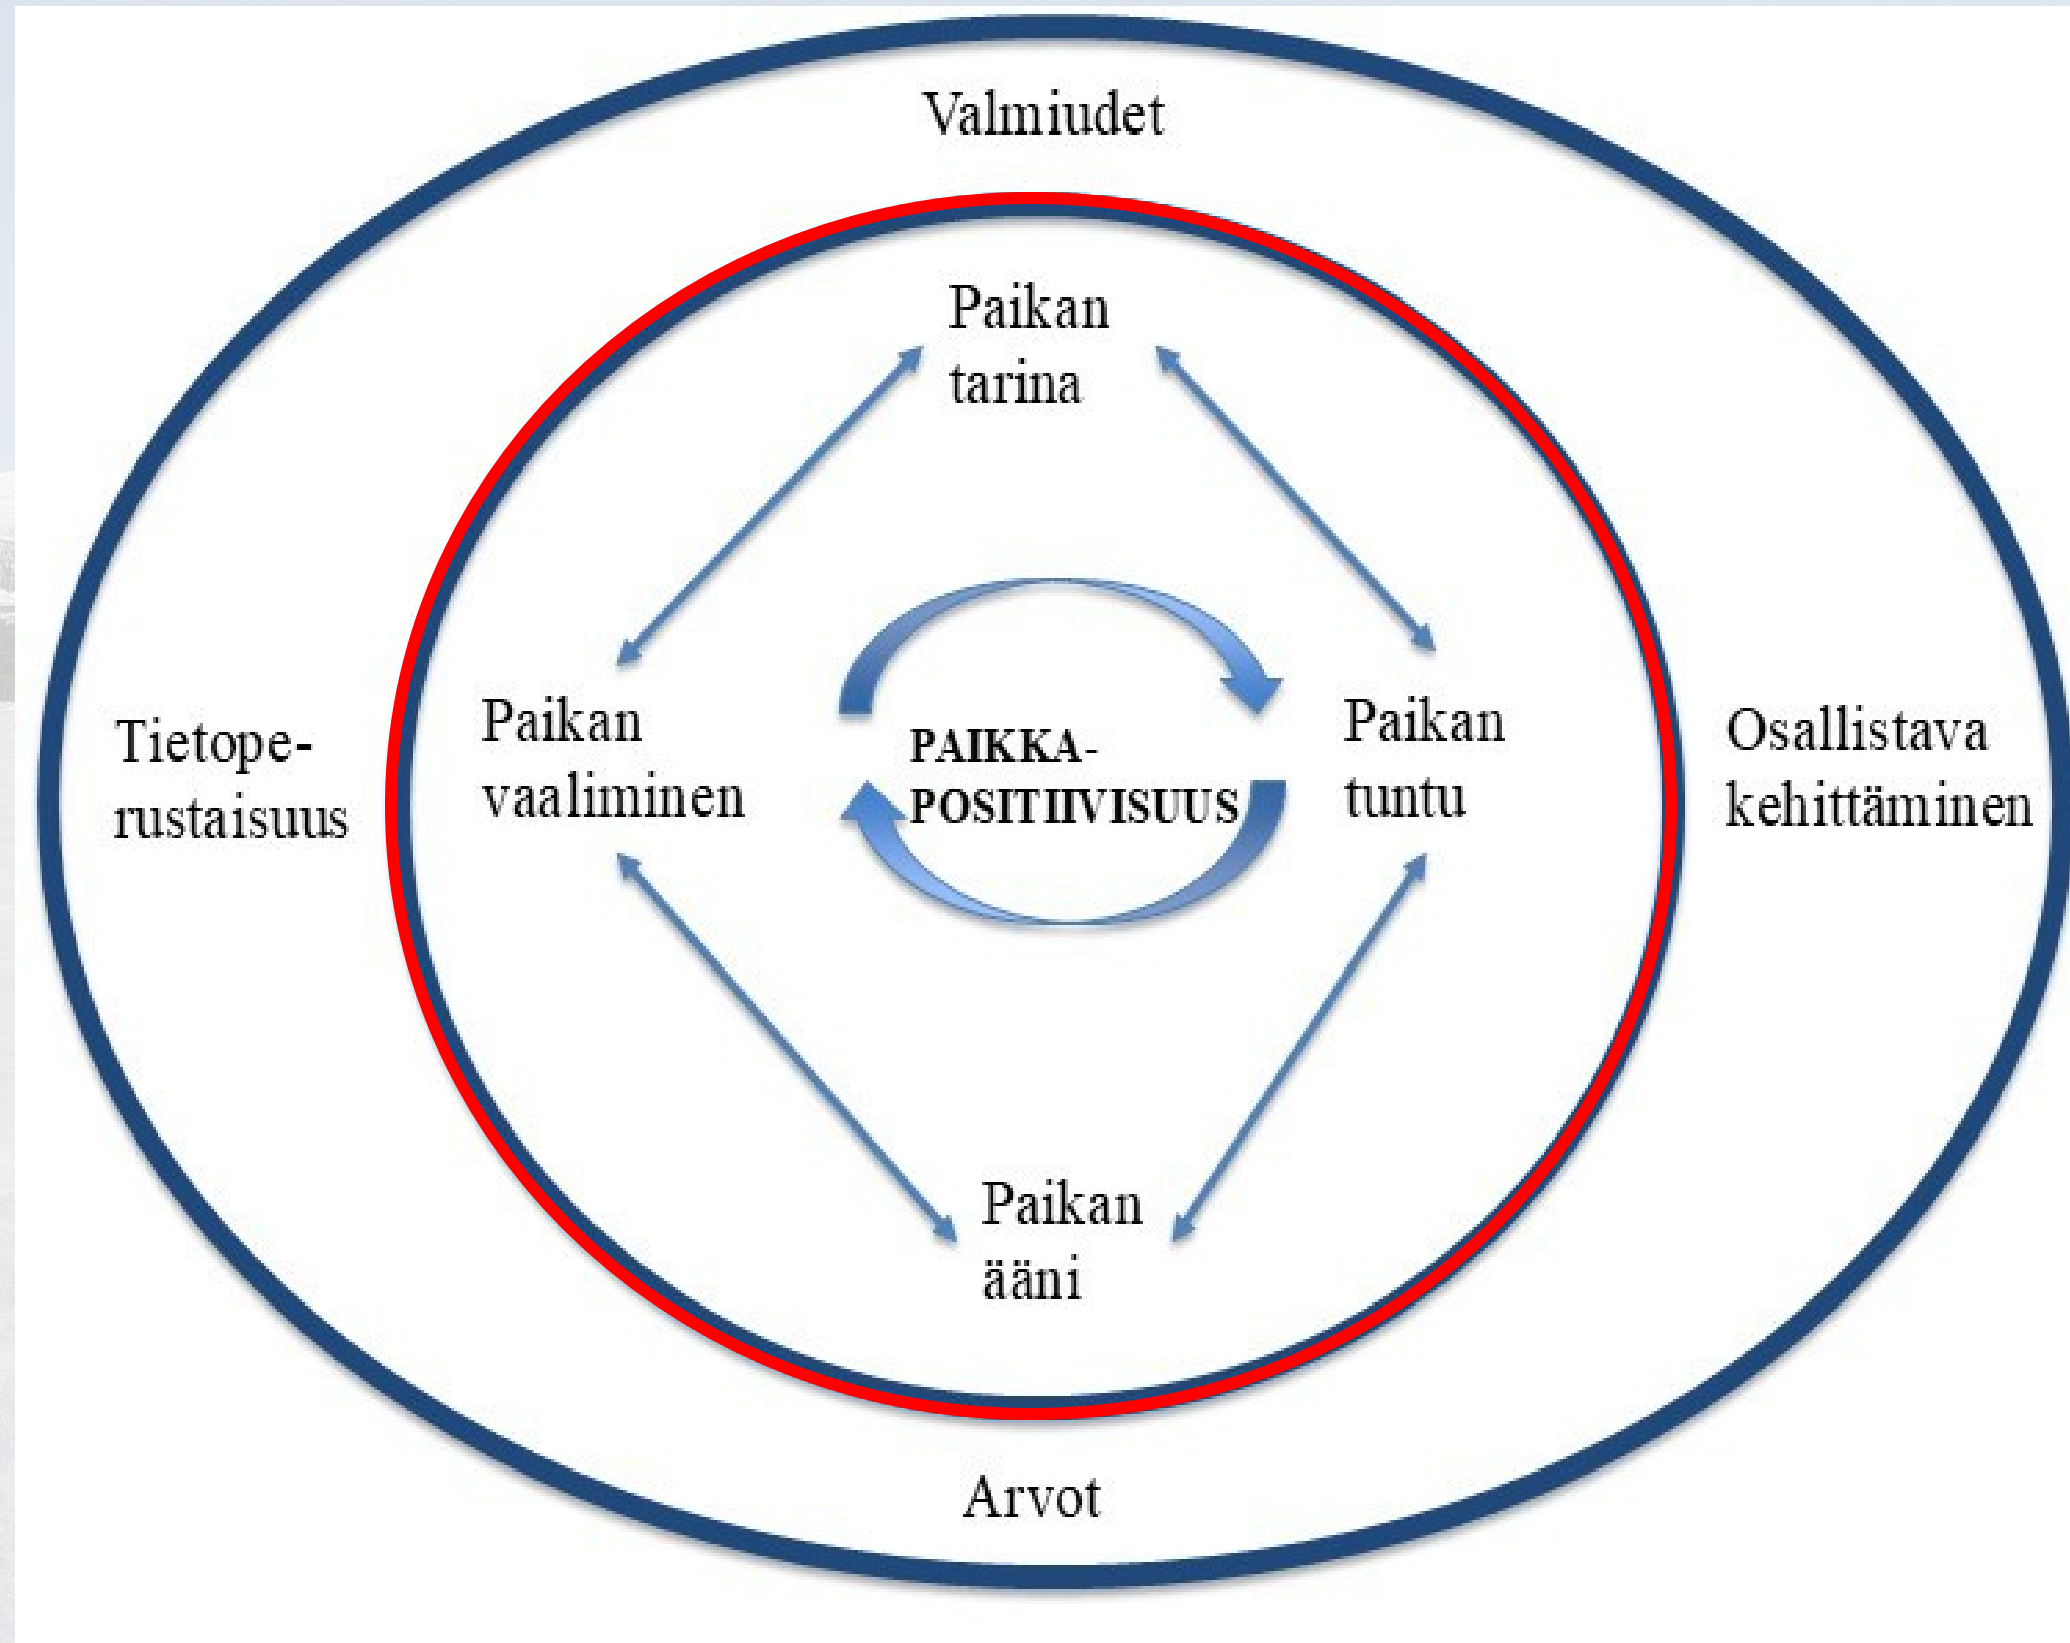 Valmiudet
Paikan
tarina
Tietope-
rustaisuus
Paikan
vaaliminen
PAIKKA-
POSITIIVISUUS
Paikan
tuntu
Osallistava
kehittäminen
Paikan
ääni
Arvot